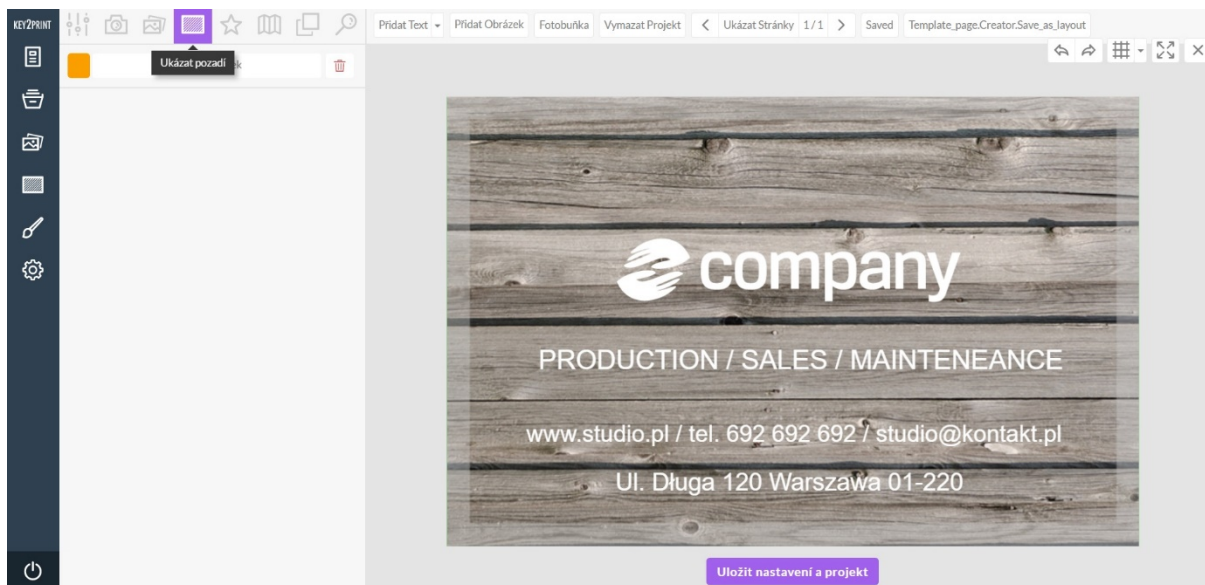 KEY2PRINT
Přidat Text
Přidat Obrázek
Fotobuňka
Vymazat Projekt
Ukázat Stránky
1 / 1
Saved
Template_page.Creator.Save_as_layout
Ukázat pozadí
company
PRODUCTION / SALES / MAINTENEANCE
www.studio.pl / tel. 692 692 692 / studio@kontakt.pl
Ul. Długa 120 Warszawa 01-220
Uložit nastavení a projekt